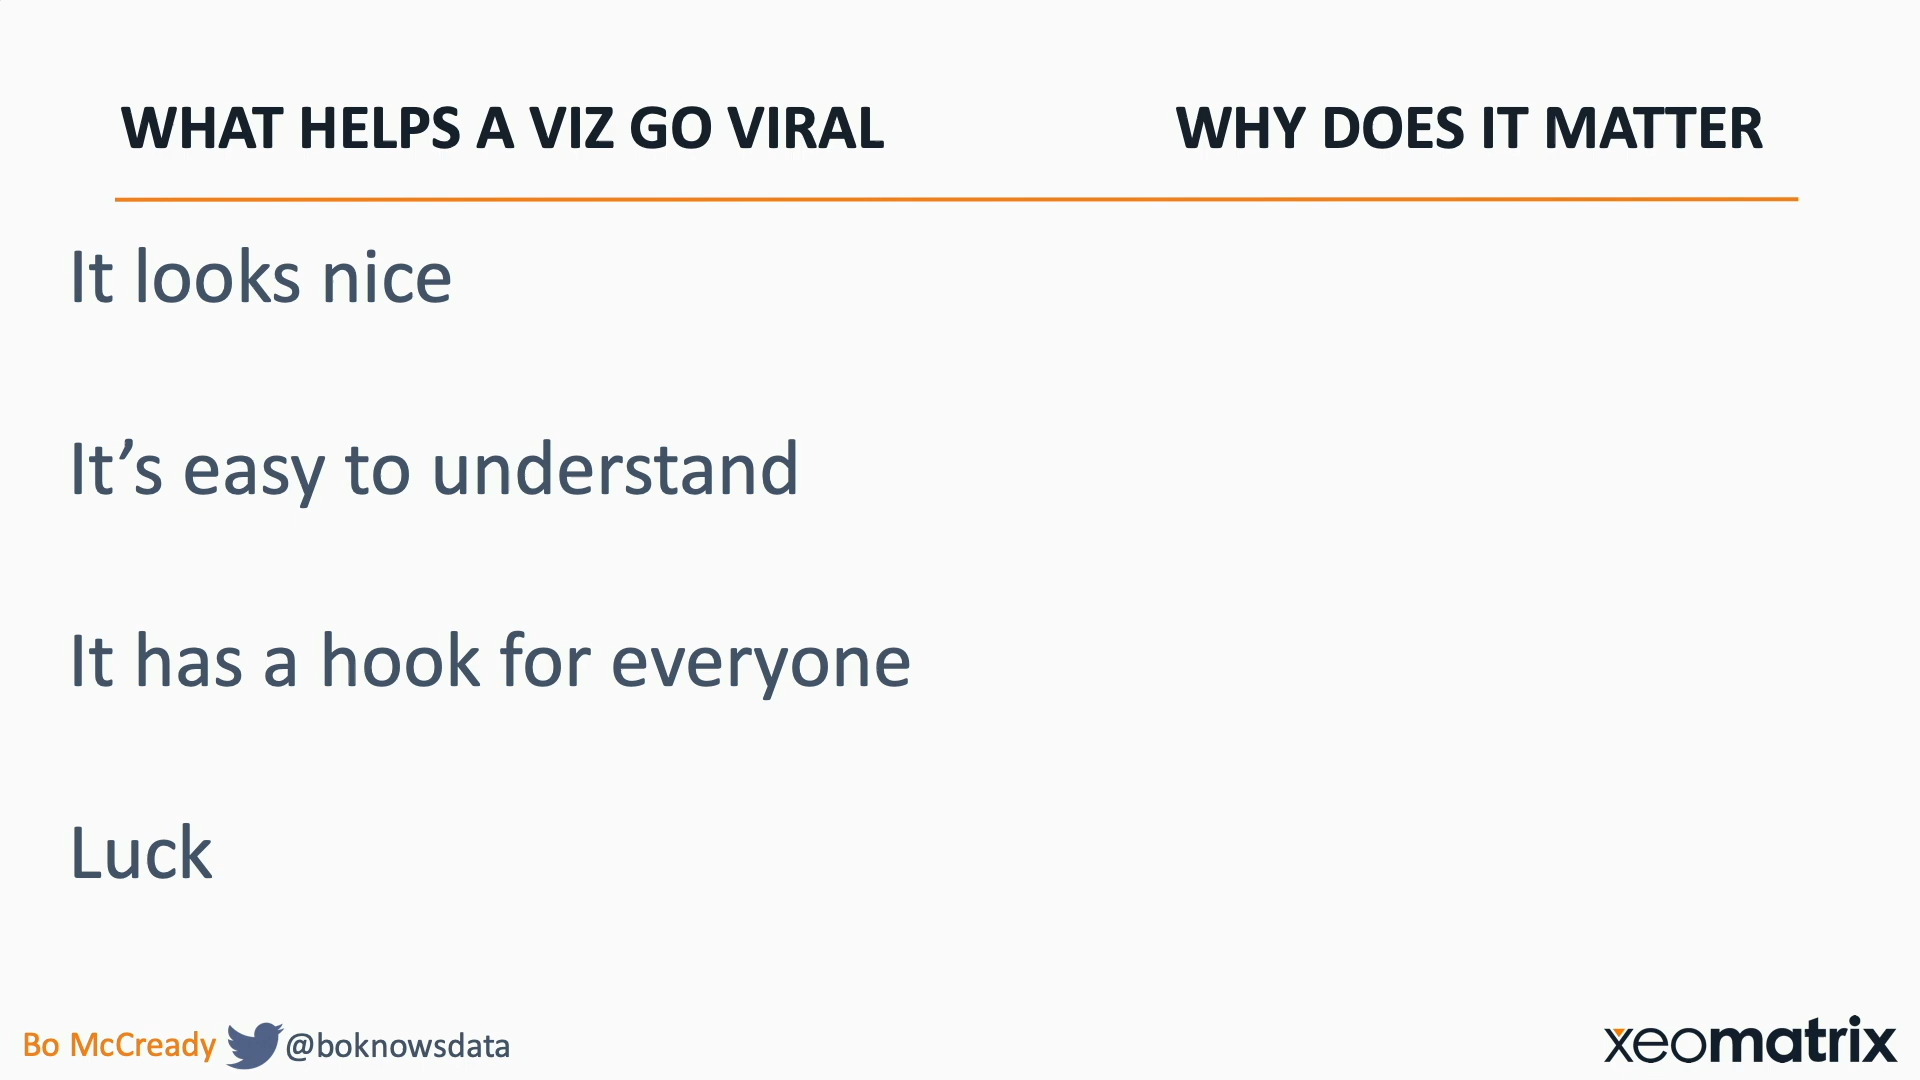 WHAT HELPS A VIZ GO VIRAL
WHY DOES IT MATTER
It looks nice
It’s easy to understand
It has a hook for everyone
Luck
Bo McCready @boknowsdata
xeomatrix